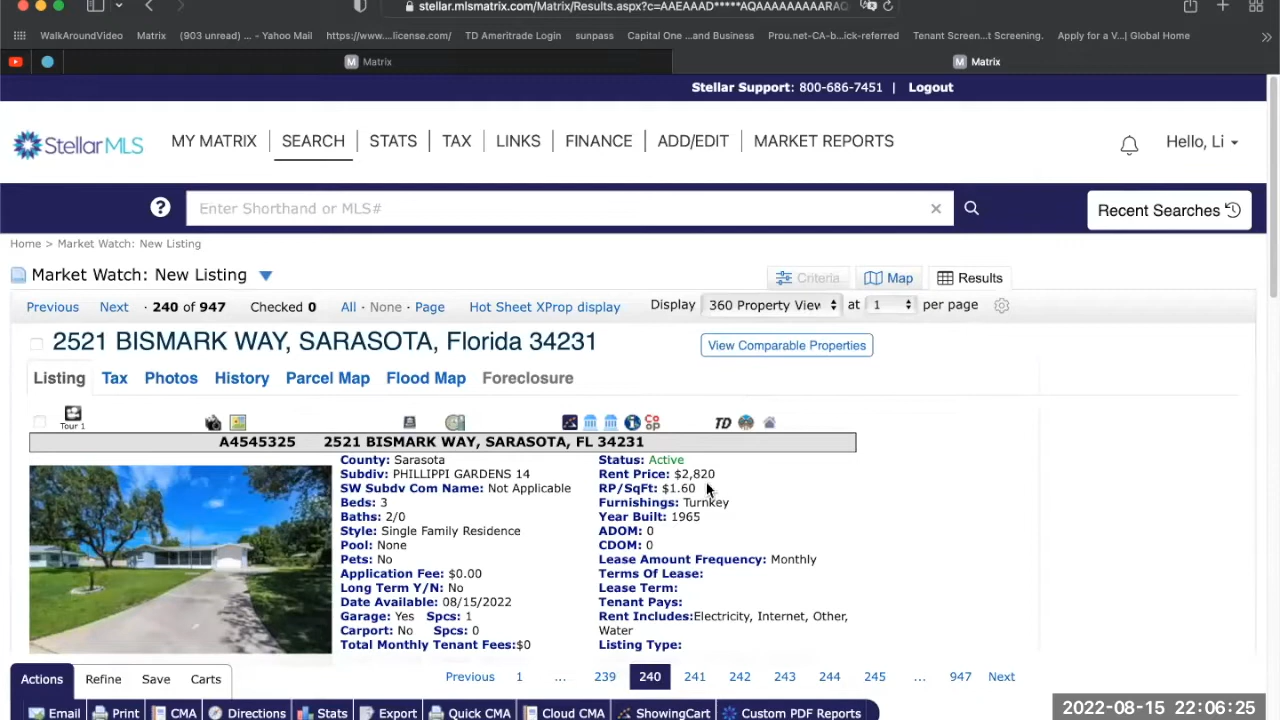 stellar.mlsmatrix.com/Matrix/Results.aspx?c=AAEAAAD*****AQAAAAAAAAARAQ
WalkAroundVideo Matrix (903 unread) ... - Yahoo Mail https://www....license.com/ TD Ameritrade Login sunpass Capital One ...and Business Prou.net-CA-b...ick-referred Tenant Screen...t Screening. Apply for a V...| Global Home
M Matrix M Matrix
Stellar Support: 800-686-7451 | Logout
StellarMLS MY MATRIX SEARCH STATS TAX LINKS FINANCE ADD/EDIT MARKET REPORTS Hello, Li
? Enter Shorthand or MLS# Recent Searches
Home > Market Watch: New Listing
Market Watch: New Listing Criteria Map Results
Previous Next · 240 of 947 Checked 0 All · None · Page Hot Sheet XProp display Display 360 Property View at 1 per page
2521 BISMARK WAY, SARASOTA, Florida 34231 View Comparable Properties
Listing Tax Photos History Parcel Map Flood Map Foreclosure
Tour 1 CO OP TD
A4545325 2521 BISMARK WAY, SARASOTA, FL 34231
County: Sarasota Status: Active
Subdiv: PHILLIPPI GARDENS 14 Rent Price: $2,820
SW Subdv Com Name: Not Applicable RP/SqFt: $1.60
Beds: 3 Furnishings: Turnkey
Baths: 2/0 Year Built: 1965
Style: Single Family Residence ADOM: 0
Pool: None CDOM: 0
Pets: No Lease Amount Frequency: Monthly
Application Fee: $0.00 Terms Of Lease:
Long Term Y/N: No Lease Term:
Date Available: 08/15/2022 Tenant Pays:
Garage: Yes Spcs: 1 Rent Includes:Electricity, Internet, Other,
Carport: No Spcs: 0 Water
Total Monthly Tenant Fees:$0 Listing Type:
Actions Refine Save Carts Previous 1 ... 239 240 241 242 243 244 245 ... 947 Next
Email Print CMA Directions Stats Export Quick CMA Cloud CMA ShowingCart Custom PDF Reports
2022-08-15 22:06:25